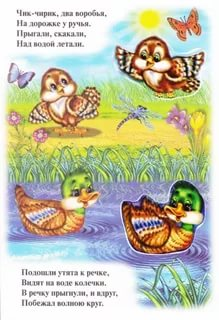 Чик-чирик, два воробья,
На дорожке у ручья.
Прыгали, скакали,
Над водой летали.
Подошли утята к речке,
Видят на воде колечки.
В речку прыгнули, и вдруг,
Побежал волною круг.